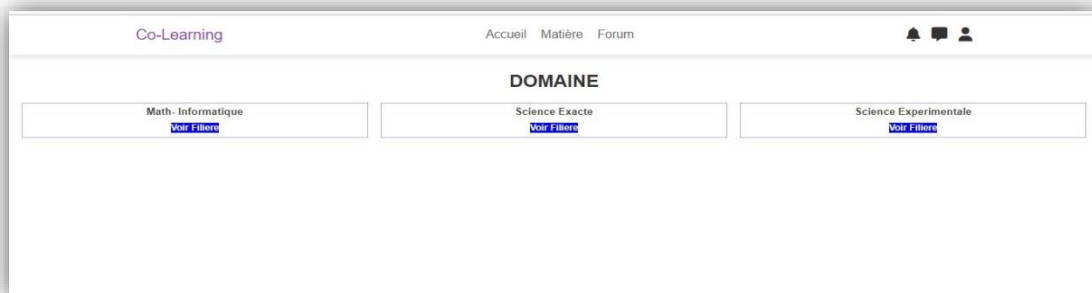 Co-Learning Accueil Matière Forum
DOMAINE
Math- Informatique Science Exacte Science Experimentale
Voir Filiere Voir Filiere Voir Filiere